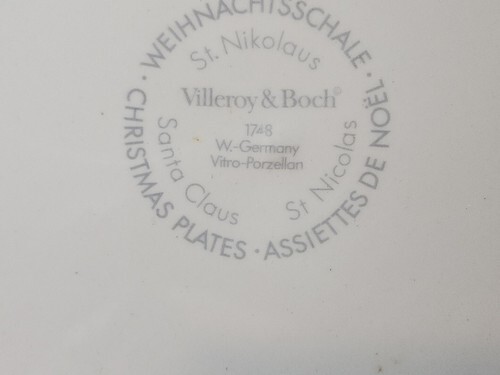 WEIHNACHTSSCHALE · ASSIETTES DE NOËL · CHRISTMAS PLATES ·
St. Nikolaus
St Nicolas
Santa Claus
Villeroy & Boch®
1748
W.-Germany
Vitro-Porzellan